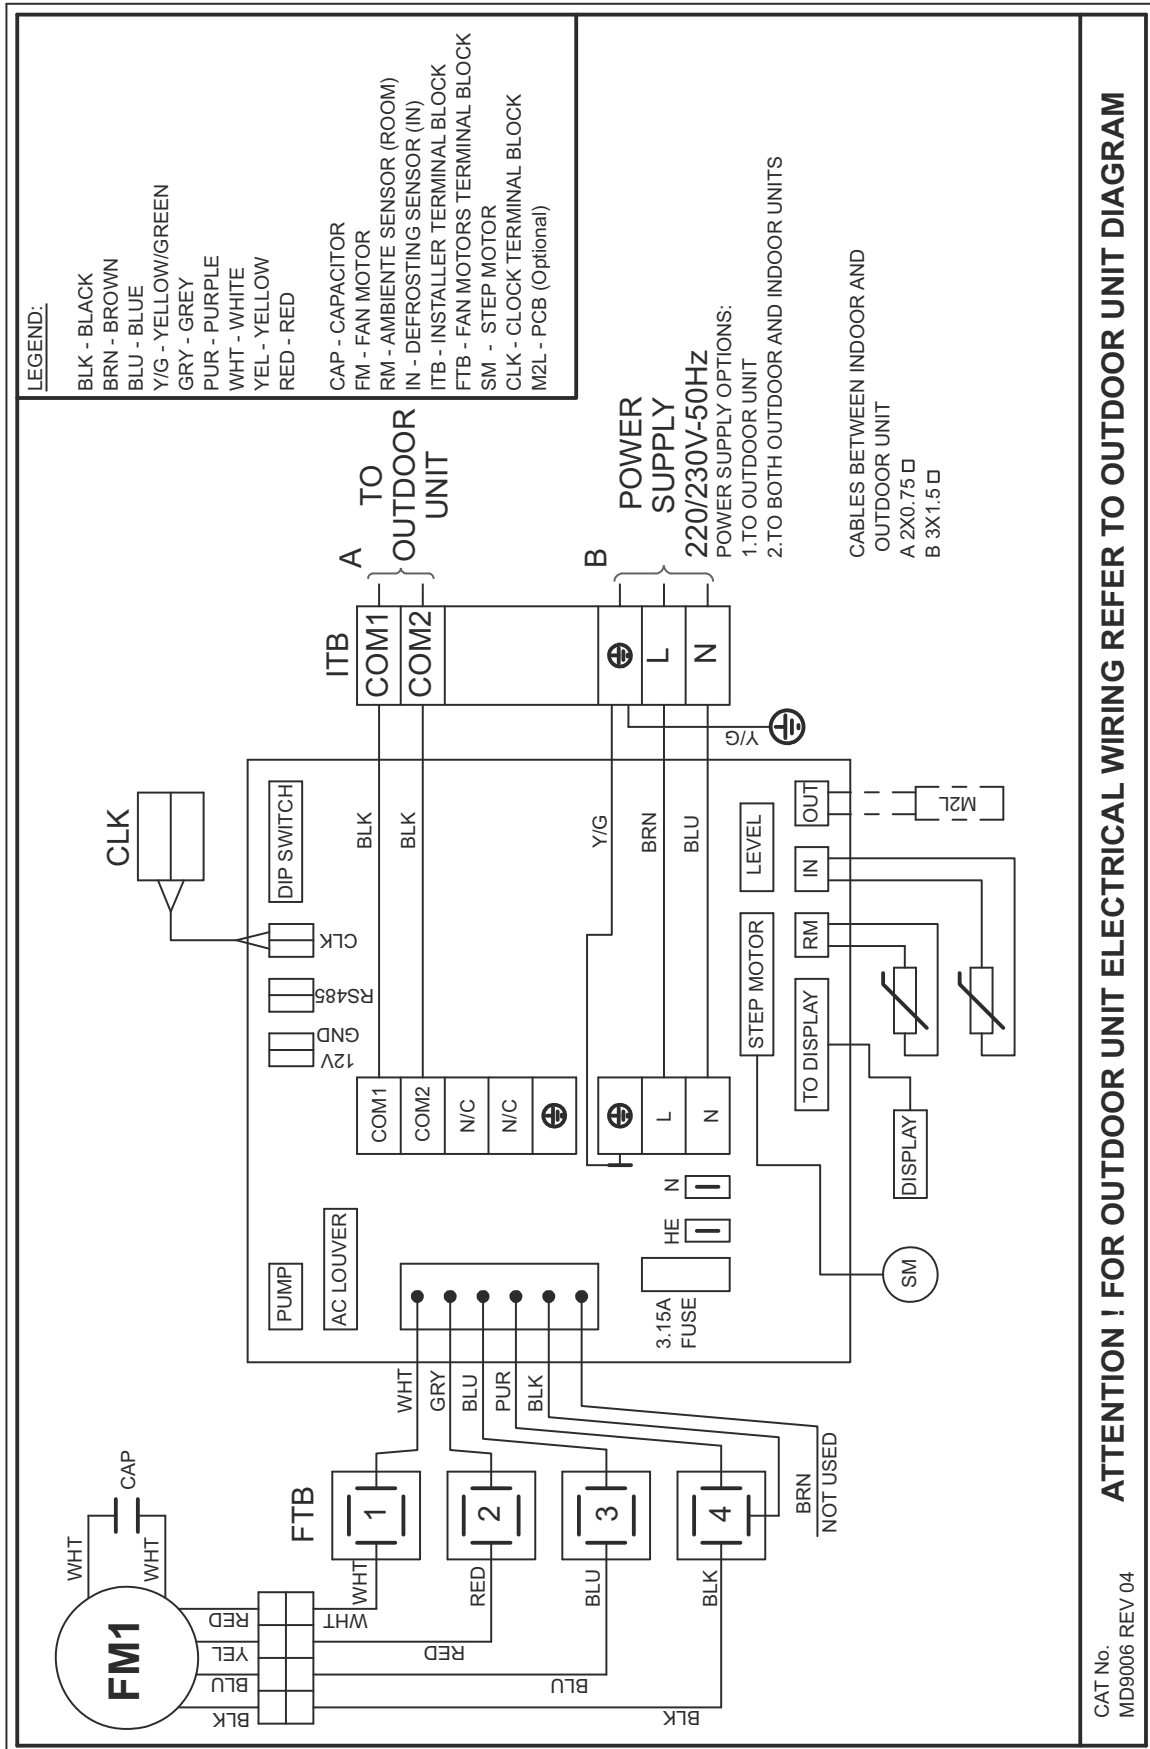 LEGEND:
BLK - BLACK
BRN - BROWN
BLU - BLUE
Y/G - YELLOW/GREEN
GRY - GREY
PUR - PURPLE
WHT - WHITE
YEL - YELLOW
RED - RED
CAP - CAPACITOR
FM - FAN MOTOR
RM - AMBIENTE SENSOR (ROOM)
IN - DEFROSTING SENSOR (IN)
ITB - INSTALLER TERMINAL BLOCK
FTB - FAN MOTORS TERMINAL BLOCK
SM - STEP MOTOR
CLK - CLOCK TERMINAL BLOCK
M2L - PCB (Optional)
FM1
WHT
WHT
CAP
RED
YEL
BLU
BLK
WHT
RED
BLU
BLK
FTB
WHT
RED
BLU
BLK
1
2
3
4
WHT
GRY
BLU
PUR
BLK
BRN
NOT USED
PUMP
AC LOUVER
3.15A
FUSE
HE
N
12V
GND
RS485
CLK
DIP SWITCH
CLK
COM1
COM2
N/C
N/C
L
N
BLK
BLK
Y/G
BRN
BLU
Y/G
STEP MOTOR
LEVEL
TO DISPLAY
RM
IN
OUT
M2L
DISPLAY
SM
ITB
COM1
COM2
L
N
A
TO
OUTDOOR
UNIT
B
POWER
SUPPLY
220/230V-50Hz
POWER SUPPLY OPTIONS:
1.TO OUTDOOR UNIT
2.TO BOTH OUTDOOR AND INDOOR UNITS
CABLES BETWEEN INDOOR AND
OUTDOOR UNIT
A 2X0.75 □
B 3X1.5 □
CAT No.
MD9006 REV 04
ATTENTION ! FOR OUTDOOR UNIT ELECTRICAL WIRING REFER TO OUTDOOR UNIT DIAGRAM